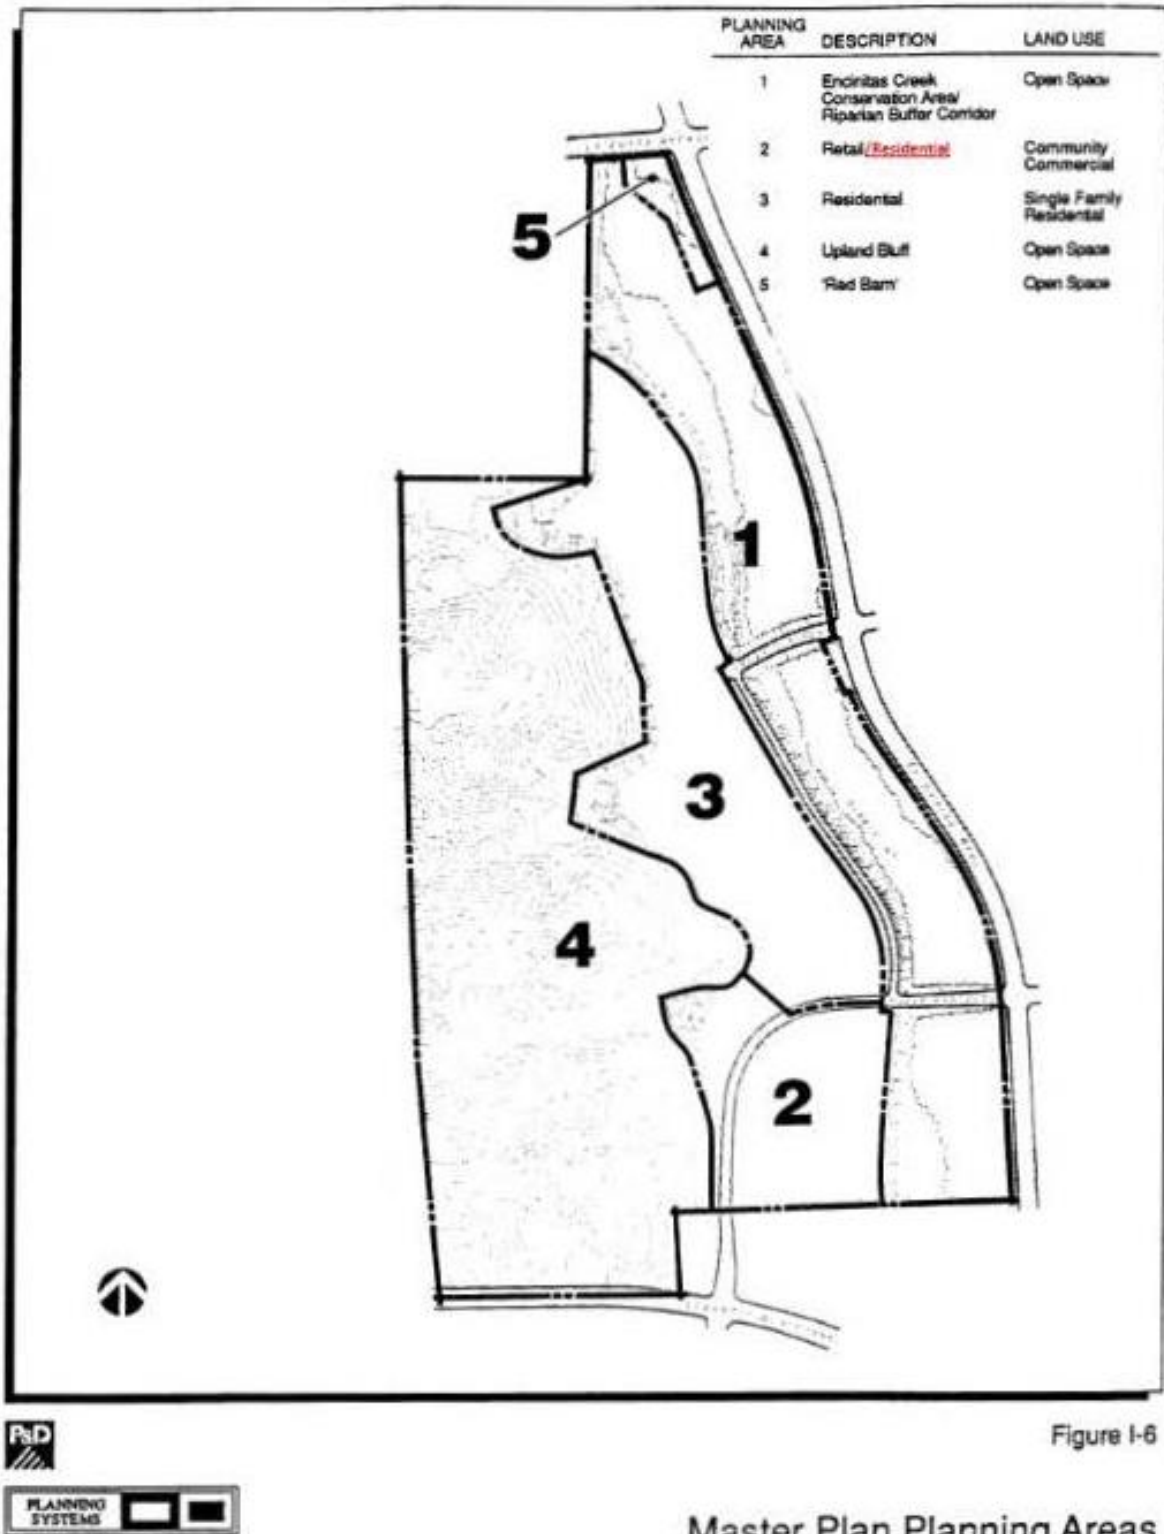 PLANNING AREA DESCRIPTION LAND USE
1 Encinitas Creek Conservation Area/ Riparian Buffer Corridor Open Space
2 Retail/Residential Community Commercial
3 Residential Single Family Residential
4 Upland Bluff Open Space
5 'Red Barn' Open Space
5
1
3
4
2
P&D
Figure I-6
PLANNING
SYSTEMS
Master Plan Planning Areas